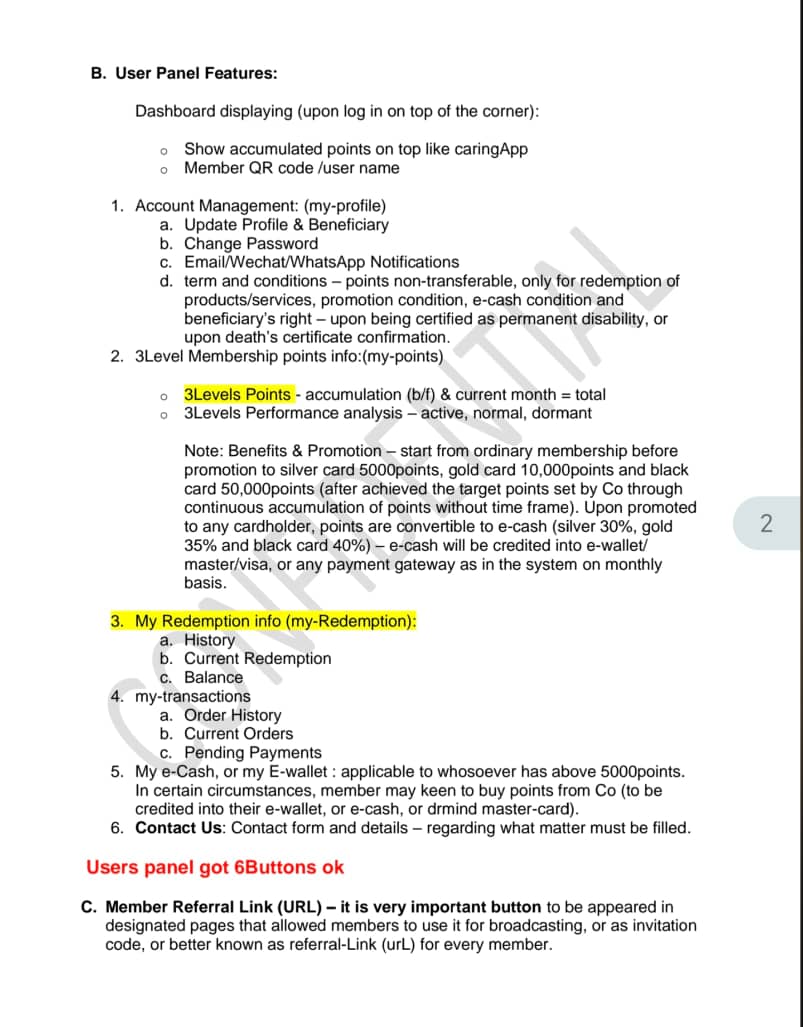 B. User Panel Features:
Dashboard displaying (upon log in on top of the corner):
o Show accumulated points on top like caringApp
o Member QR code /user name
1. Account Management: (my-profile)
a. Update Profile & Beneficiary
b. Change Password
c. Email/Wechat/WhatsApp Notifications
d. term and conditions – points non-transferable, only for redemption of
products/services, promotion condition, e-cash condition and
beneficiary's right – upon being certified as permanent disability, or
upon death's certificate confirmation.
2. 3Level Membership points info:(my-points)
o 3Levels Points - accumulation (b/f) & current month = total
o 3Levels Performance analysis – active, normal, dormant
Note: Benefits & Promotion – start from ordinary membership before
promotion to silver card 5000points, gold card 10,000points and black
card 50,000points (after achieved the target points set by Co through
continuous accumulation of points without time frame). Upon promoted
to any cardholder, points are convertible to e-cash (silver 30%, gold
35% and black card 40%) – e-cash will be credited into e-wallet/
master/visa, or any payment gateway as in the system on monthly
basis.
3. My Redemption info (my-Redemption):
a. History
b. Current Redemption
c. Balance
4. my-transactions
a. Order History
b. Current Orders
c. Pending Payments
5. My e-Cash, or my E-wallet : applicable to whosoever has above 5000points.
In certain circumstances, member may keen to buy points from Co (to be
credited into their e-wallet, or e-cash, or drmind master-card).
6. Contact Us: Contact form and details – regarding what matter must be filled.
Users panel got 6Buttons ok
C. Member Referral Link (URL) – it is very important button to be appeared in
designated pages that allowed members to use it for broadcasting, or as invitation
code, or better known as referral-Link (urL) for every member.
CONFIDENTIAL
2